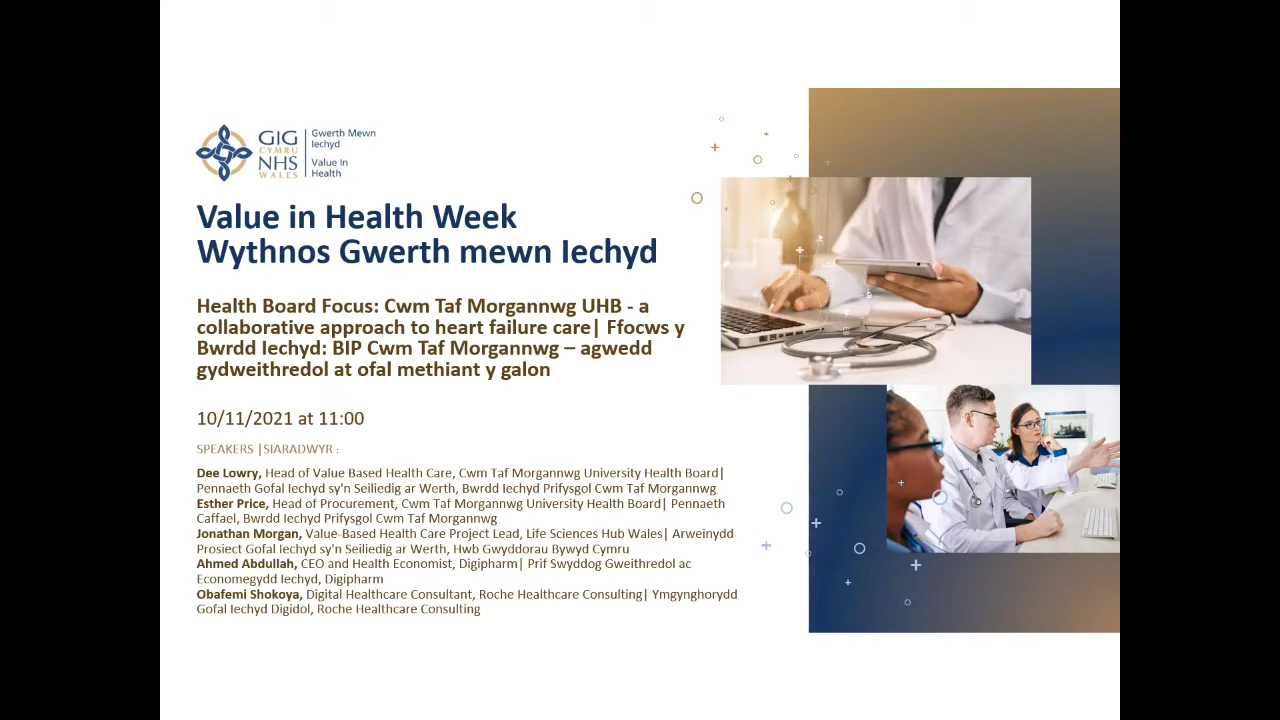 GIG
CYMRU
NHS
WALES
Gwerth Mewn
Iechyd
Value in
Health
Value in Health Week
Wythnos Gwerth mewn Iechyd
Health Board Focus: Cwm Taf Morgannwg UHB - a
collaborative approach to heart failure care| Ffocws y
Bwrdd Iechyd: BIP Cwm Taf Morgannwg – agwedd
gydweithredol at ofal methiant y galon
10/11/2021 at 11:00
SPEAKERS |SIARADWYR :
Dee Lowry, Head of Value Based Health Care, Cwm Taf Morgannwg University Health Board|
Pennaeth Gofal Iechyd sy'n Seiliedig ar Werth, Bwrdd Iechyd Prifysgol Cwm Taf Morgannwg
Esther Price, Head of Procurement, Cwm Taf Morgannwg University Health Board| Pennaeth
Caffael, Bwrdd Iechyd Prifysgol Cwm Taf Morgannwg
Jonathan Morgan, Value-Based Health Care Project Lead, Life Sciences Hub Wales| Arweinydd
Prosiect Gofal Iechyd sy'n Seiliedig ar Werth, Hwb Gwyddorau Bywyd Cymru
Ahmed Abdullah, CEO and Health Economist, Digipharm| Prif Swyddog Gweithredol ac
Economegydd Iechyd, Digipharm
Obafemi Shokoya, Digital Healthcare Consultant, Roche Healthcare Consulting| Ymgynghorydd
Gofal Iechyd Digidol, Roche Healthcare Consulting